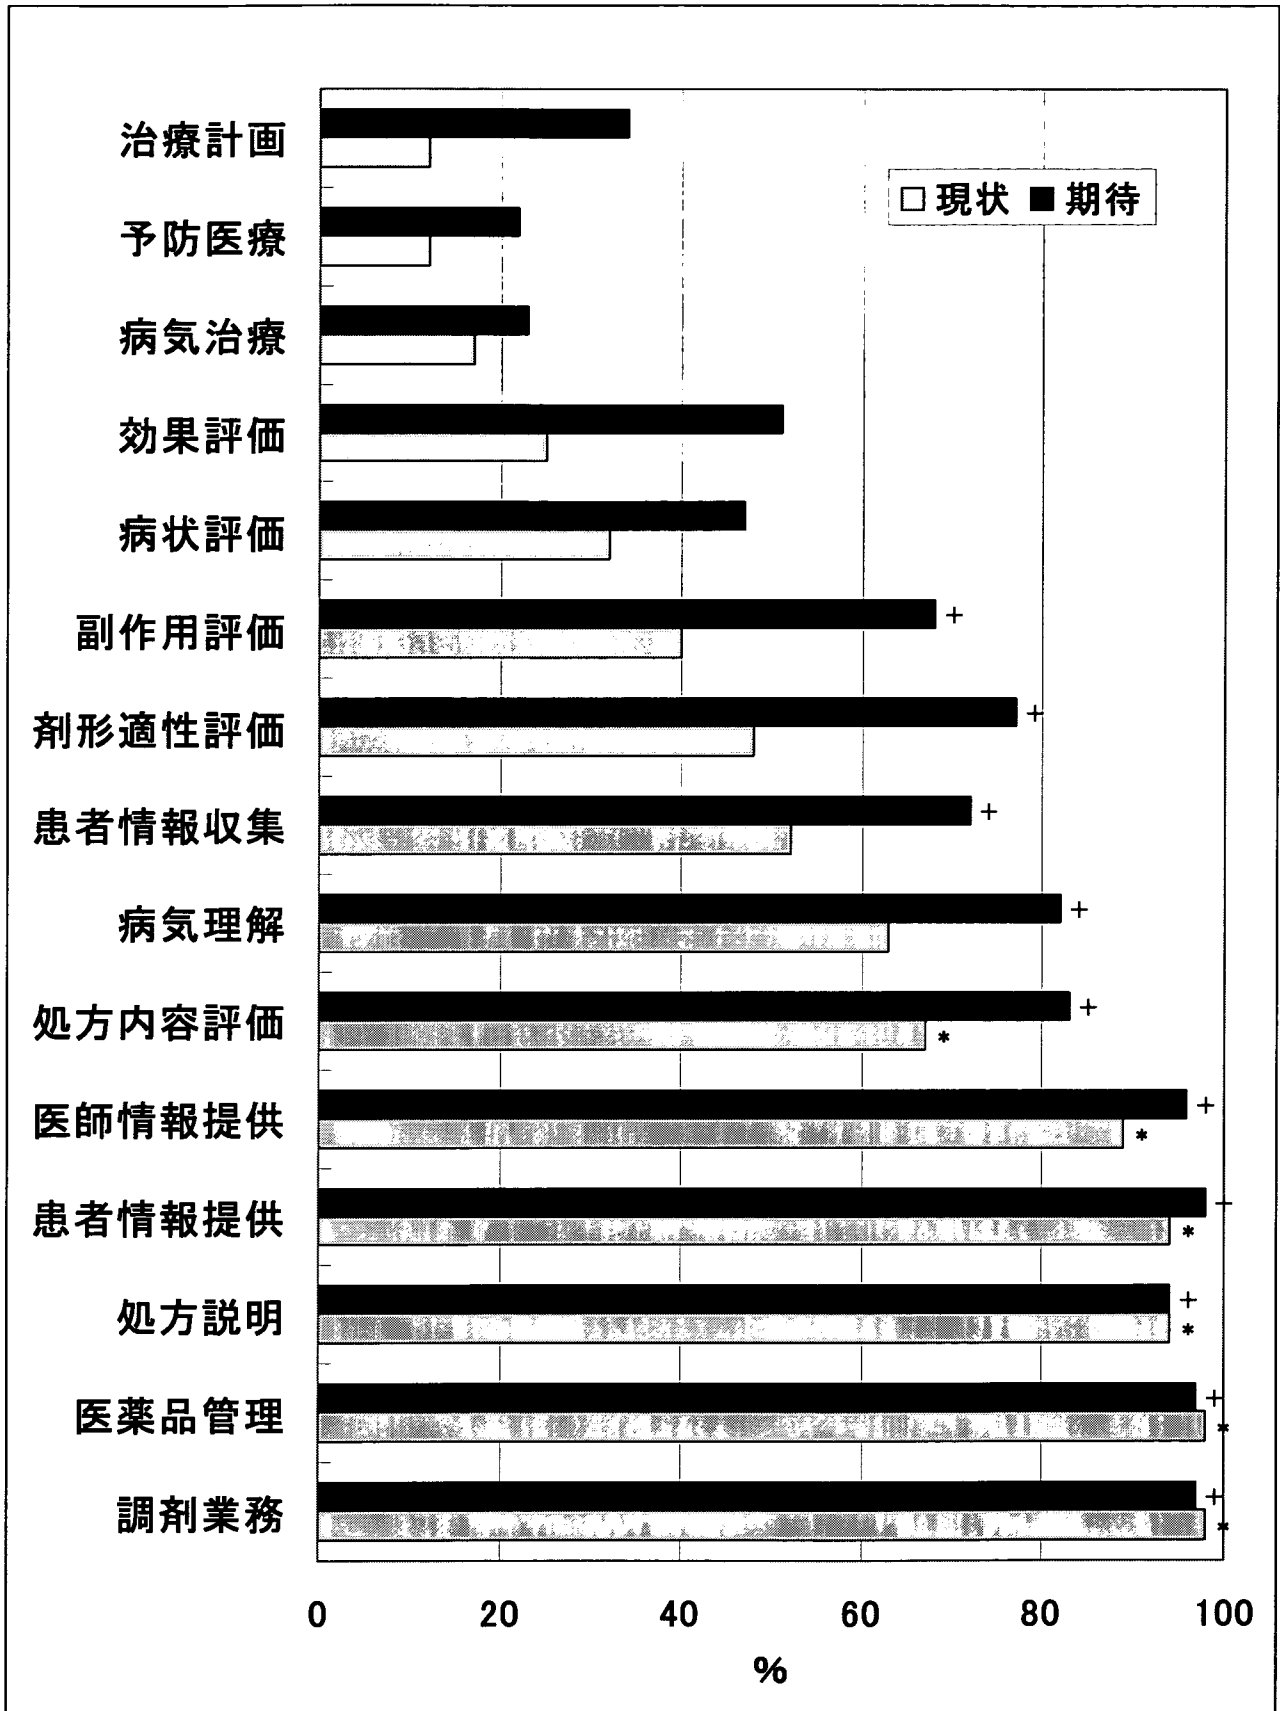 治療計画
□現状 ■期待
予防医療
病気治療
効果評価
病状評価
副作用評価 +
剤形適性評価 +
患者情報収集 +
病気理解 +
処方内容評価 +
*
医師情報提供 +
*
患者情報提供 +
*
処方説明 +
*
医薬品管理 +
*
調剤業務 +
*
0 20 40 60 80 100
%